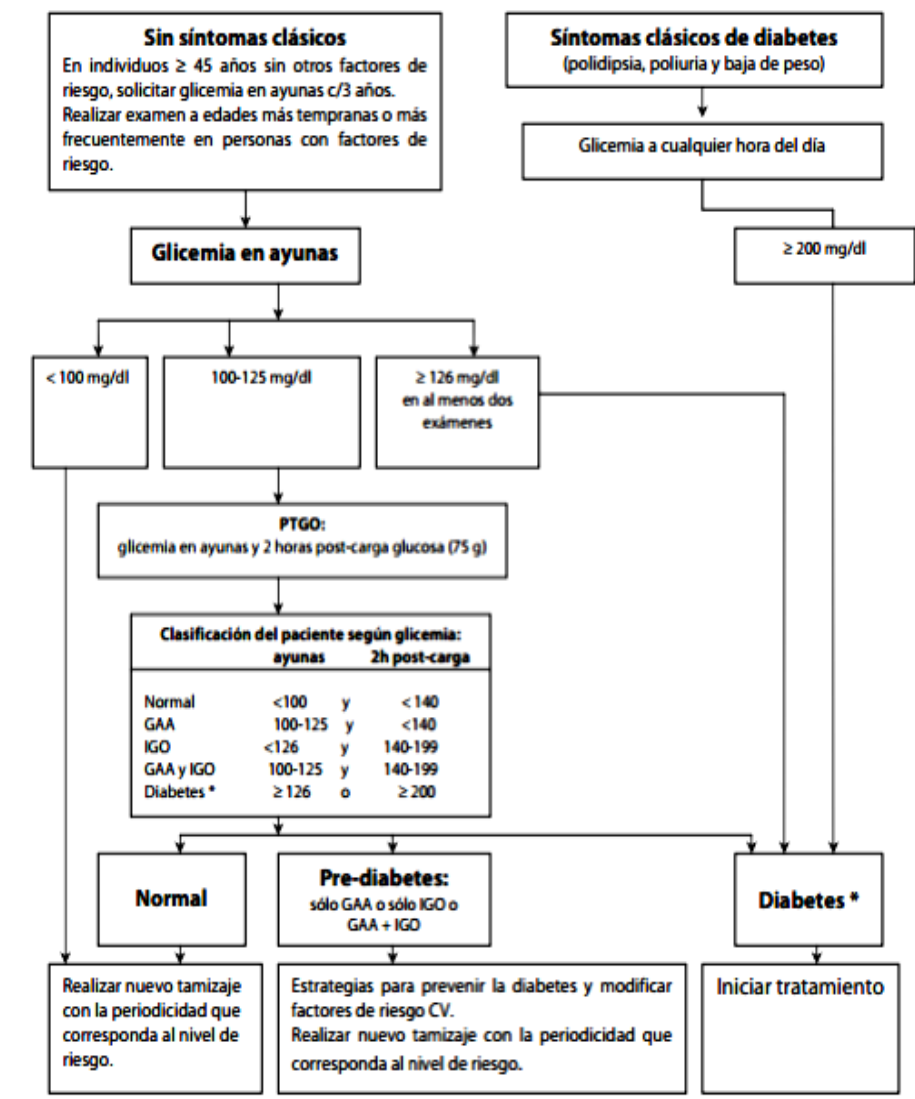 Sin síntomas clásicos
En individuos ≥ 45 años sin otros factores de
riesgo, solicitar glicemia en ayunas c/3 años.
Realizar examen a edades más tempranas o más
frecuentemente en personas con factores de
riesgo.
Síntomas clásicos de diabetes
(polidipsia, poliuria y baja de peso)
Glicemia a cualquier hora del día
Glicemia en ayunas
≥ 200 mg/dl
< 100 mg/dl
100-125 mg/dl
≥ 126 mg/dl
en al menos dos
exámenes
PTGO:
glicemia en ayunas y 2 horas post-carga glucosa (75 g)
Clasificación del paciente según glicemia:
ayunas 2h post-carga
Normal <100 y < 140
GAA 100-125 y <140
IGO <126 y 140-199
GAA y IGO 100-125 y 140-199
Diabetes * ≥ 126 o ≥ 200
Normal
Pre-diabetes:
sólo GAA o sólo IGO o
GAA + IGO
Diabetes *
Realizar nuevo tamizaje
con la periodicidad que
corresponda al nivel de
riesgo.
Estrategias para prevenir la diabetes y modificar
factores de riesgo CV.
Realizar nuevo tamizaje con la periodicidad que
corresponda al nivel de riesgo.
Iniciar tratamiento